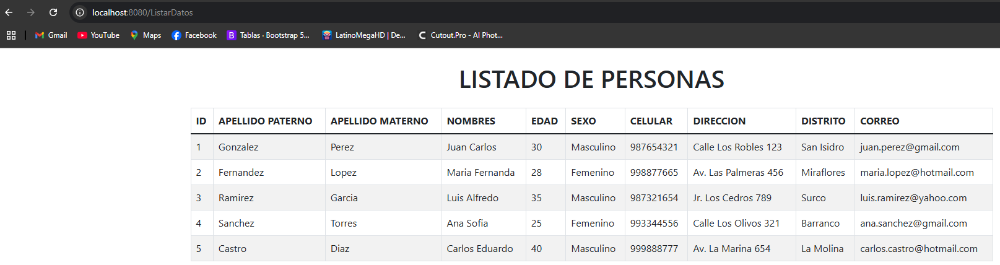 localhost:8080/ListarDatos
Gmail YouTube Maps Facebook Tablas · Bootstrap 5... LatinoMegaHD | De... Cutout.Pro - AI Phot...
LISTADO DE PERSONAS
ID APELLIDO PATERNO APELLIDO MATERNO NOMBRES EDAD SEXO CELULAR DIRECCION DISTRITO CORREO
1 Gonzalez Perez Juan Carlos 30 Masculino 987654321 Calle Los Robles 123 San Isidro juan.perez@gmail.com
2 Fernandez Lopez Maria Fernanda 28 Femenino 998877665 Av. Las Palmeras 456 Miraflores maria.lopez@hotmail.com
3 Ramirez Garcia Luis Alfredo 35 Masculino 987321654 Jr. Los Cedros 789 Surco luis.ramirez@yahoo.com
4 Sanchez Torres Ana Sofia 25 Femenino 993344556 Calle Los Olivos 321 Barranco ana.sanchez@gmail.com
5 Castro Diaz Carlos Eduardo 40 Masculino 999888777 Av. La Marina 654 La Molina carlos.castro@hotmail.com